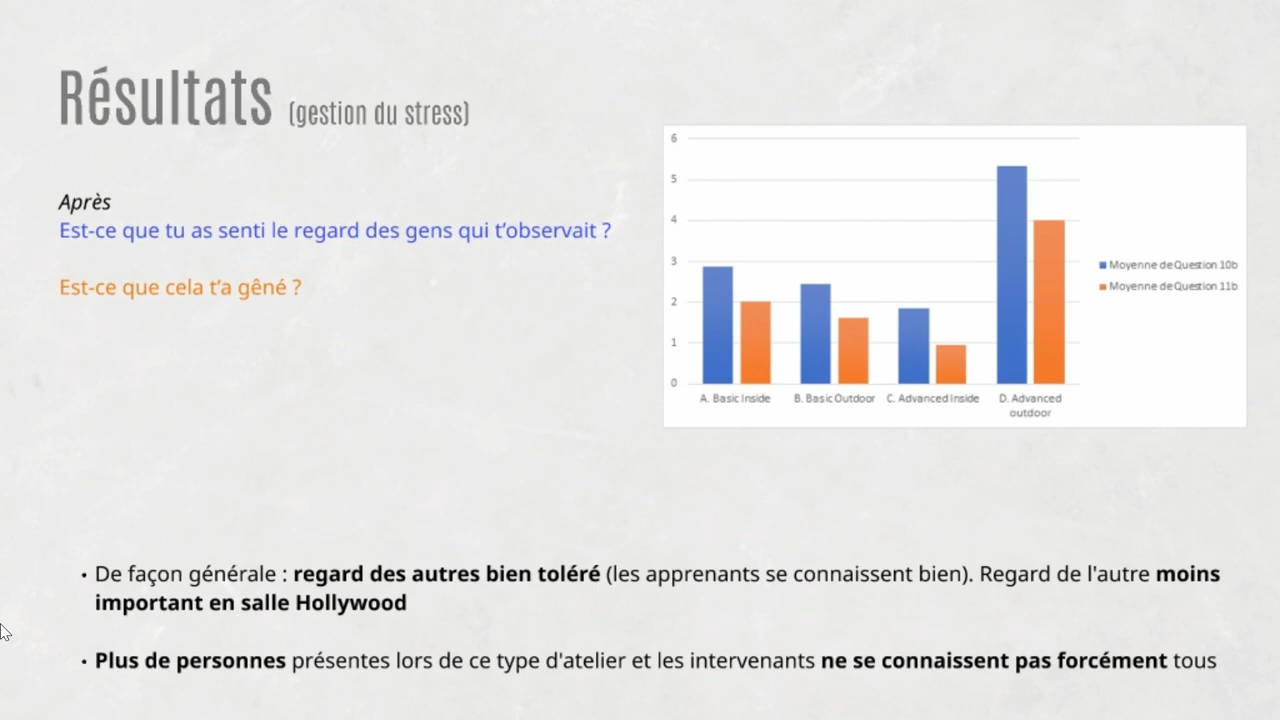 Résultats (gestion du stress)
Après
Est-ce que tu as senti le regard des gens qui t’observait ?
Est-ce que cela t’a gêné ?
6
5
4
3
2
1
0
A. Basic Inside
B. Basic Outdoor
C. Advanced Inside
D. Advanced
outdoor
Moyenne de Question 10b
Moyenne de Question 11b
• De façon générale : regard des autres bien toléré (les apprenants se connaissent bien). Regard de l'autre moins
important en salle Hollywood
• Plus de personnes présentes lors de ce type d'atelier et les intervenants ne se connaissent pas forcément tous